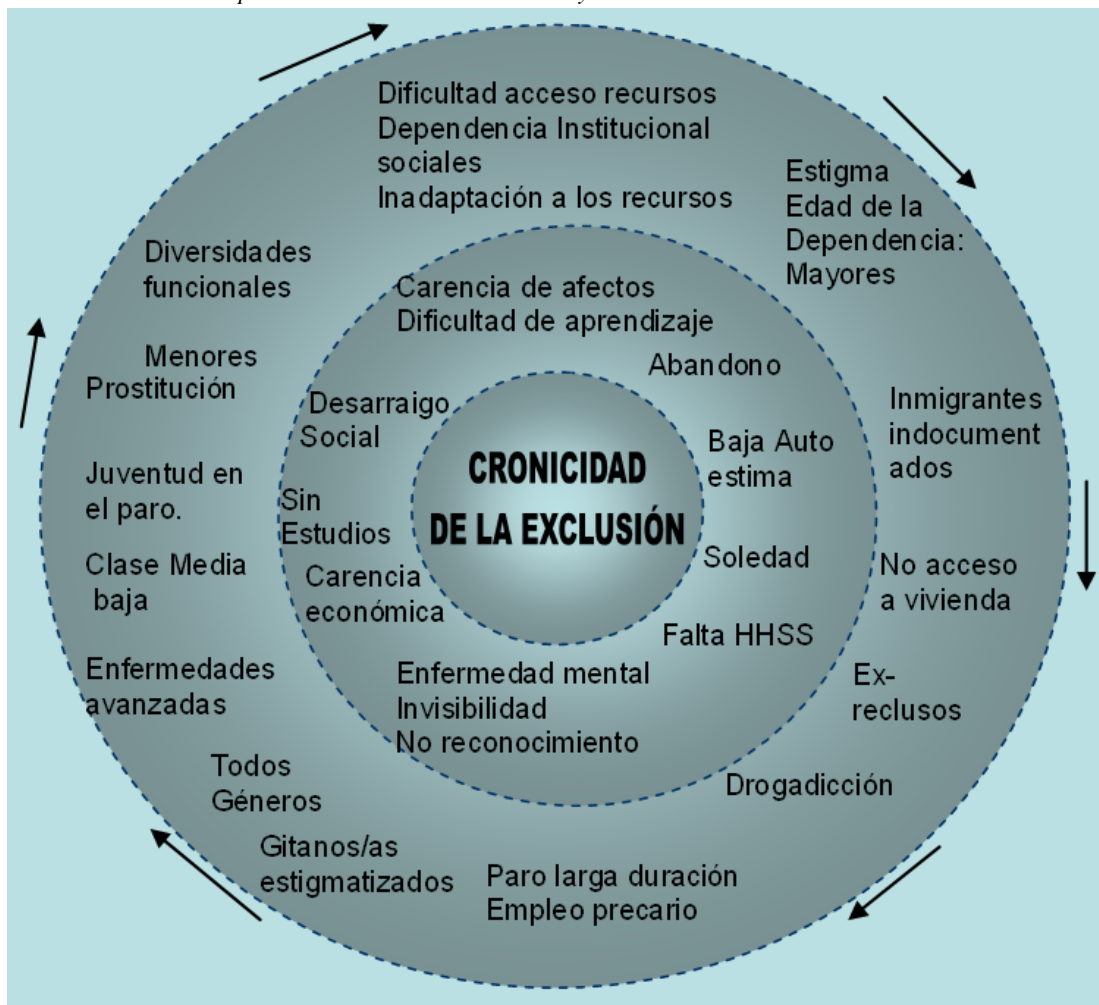 Dificultad acceso recursos
Dependencia Institucional
sociales
Inadaptación a los recursos
Estigma
Edad de la
Dependencia:
Mayores
Inmigrantes
indocument
ados
No acceso
a vivienda
Ex-
reclusos
Drogadicción
Paro larga duración
Empleo precario
Gitanos/as
estigmatizados
Todos
Géneros
Enfermedades
avanzadas
Clase Media
baja
Juventud en
el paro.
Menores
Prostitución
Diversidades
funcionales
Carencia de afectos
Dificultad de aprendizaje
Abandono
Baja Auto
estima
Soledad
Falta HHSS
Enfermedad mental
Invisibilidad
No reconocimiento
Carencia
económica
Sin
Estudios
Desarraigo
Social
CRONICIDAD
DE LA EXCLUSIÓN